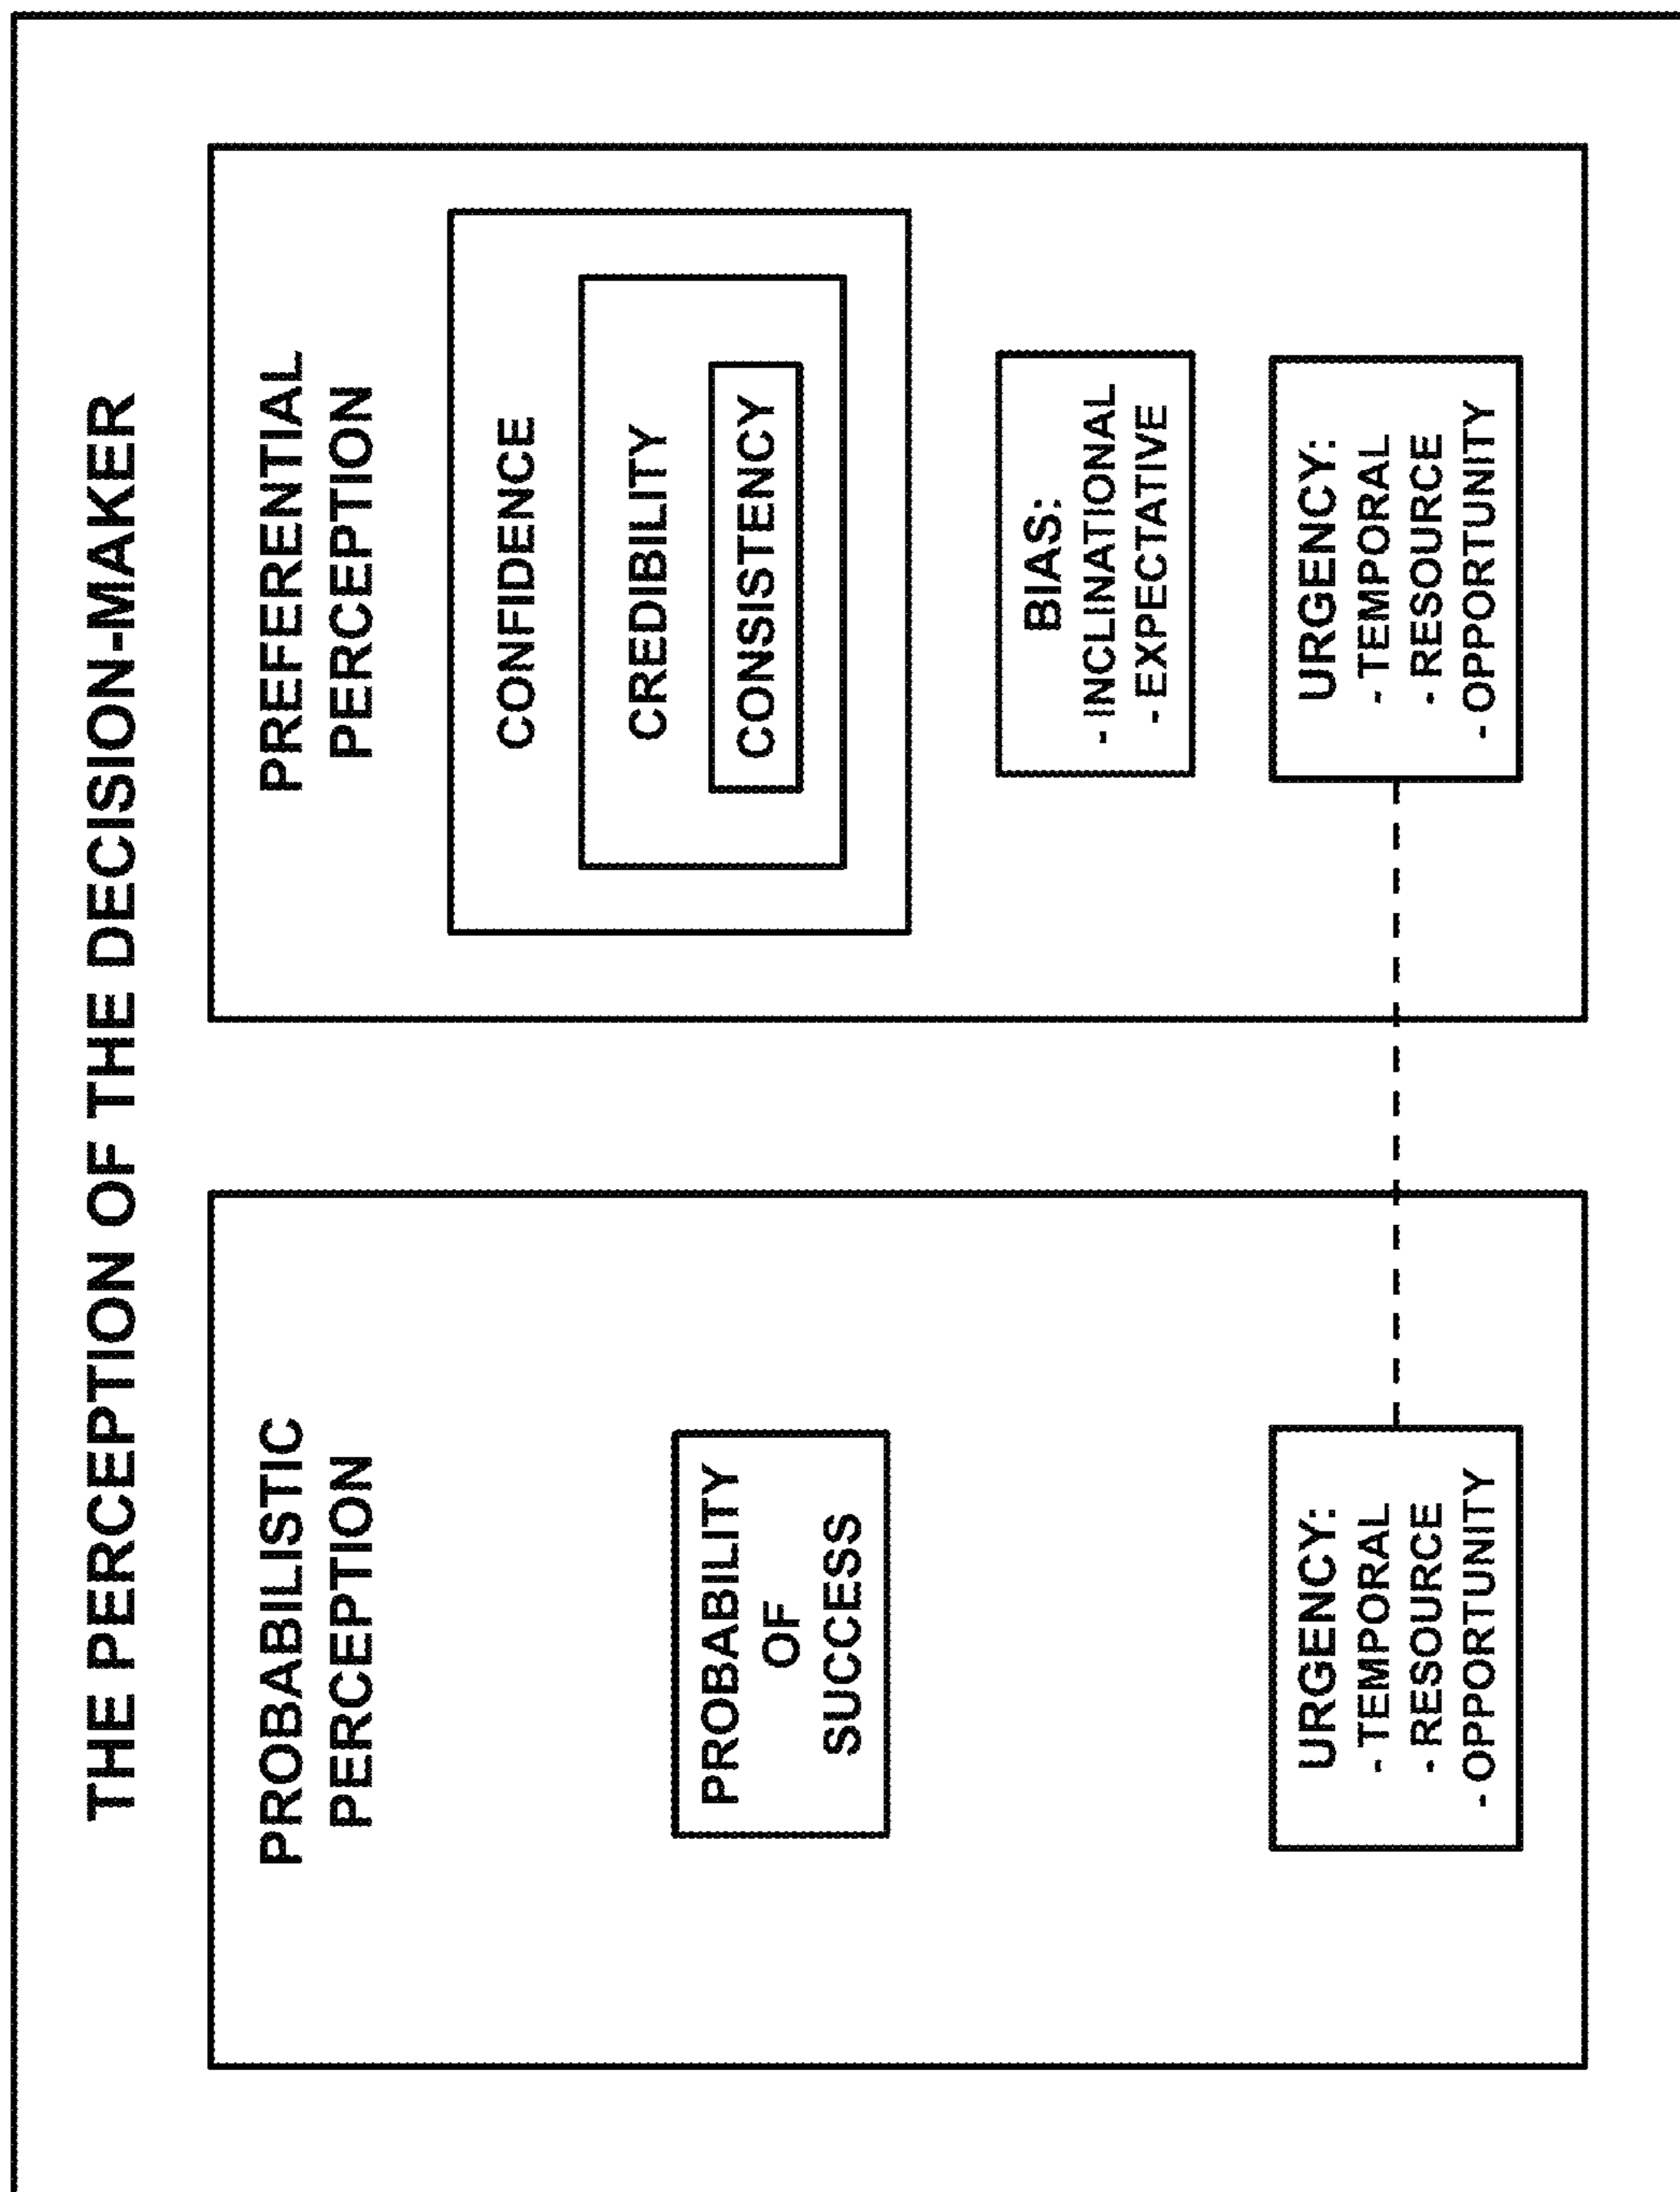 THE PERCEPTION OF THE DECISION-MAKER
PROBABILISTIC
PERCEPTION
PROBABILITY
OF
SUCCESS
URGENCY:
- TEMPORAL
- RESOURCE
- OPPORTUNITY
PREFERENTIAL
PERCEPTION
CONFIDENCE
CREDIBILITY
CONSISTENCY
BIAS:
- INCLINATIONAL
- EXPECTATIVE
URGENCY:
- TEMPORAL
- RESOURCE
- OPPORTUNITY